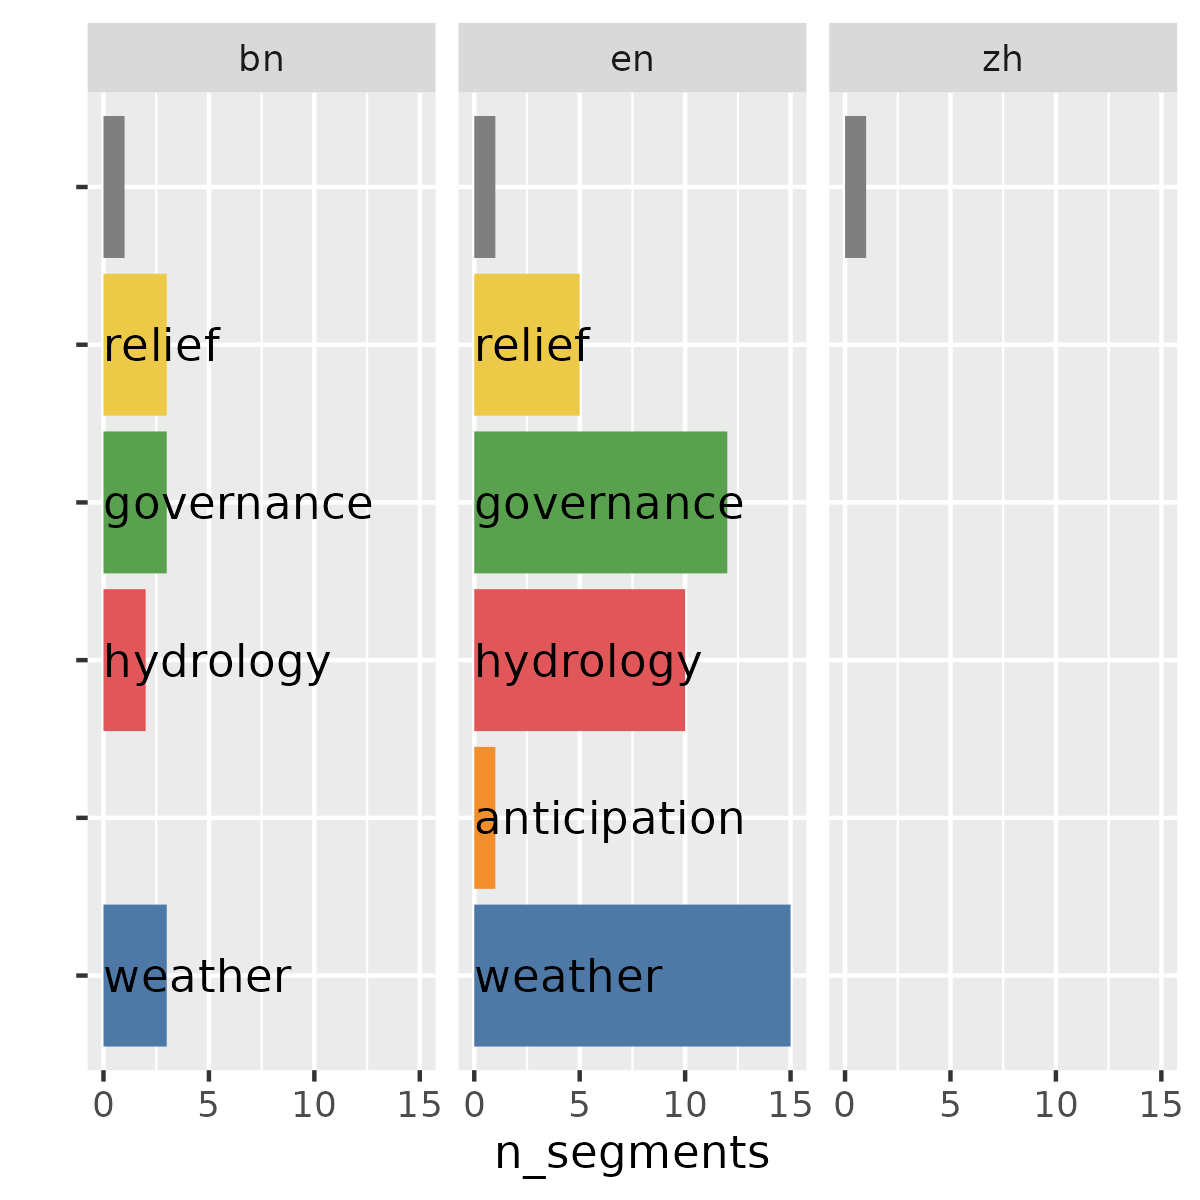 bn en zh
relief relief
governance governance
hydrology hydrology
anticipation
weather weather
0 5 10 15 0 5 10 15 0 5 10 15
n_segments